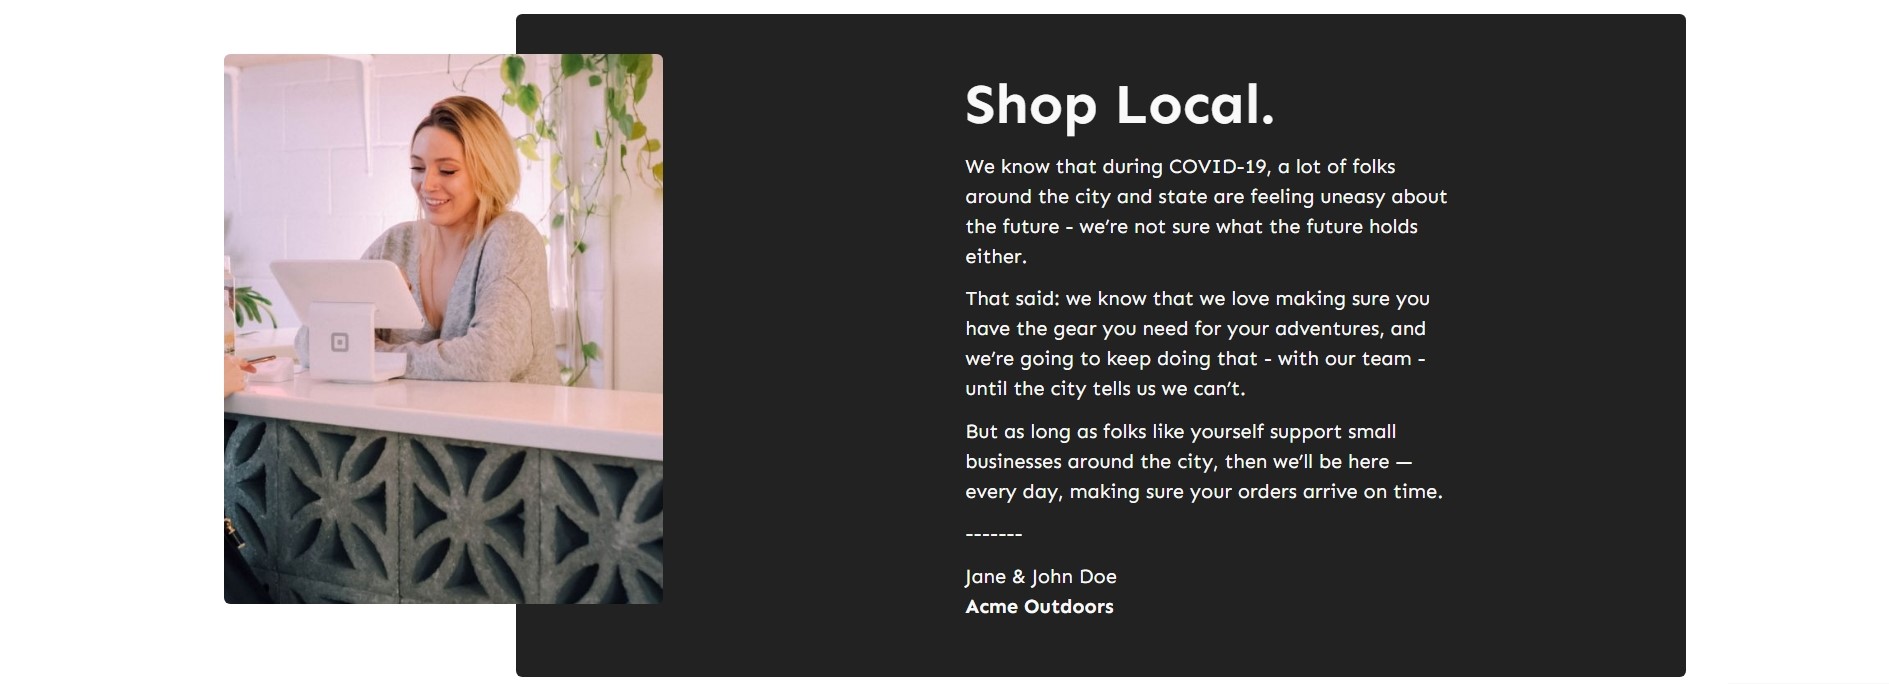 Shop Local.
We know that during COVID-19, a lot of folks
around the city and state are feeling uneasy about
the future - we’re not sure what the future holds
either.
That said: we know that we love making sure you
have the gear you need for your adventures, and
we’re going to keep doing that - with our team -
until the city tells us we can’t.
But as long as folks like yourself support small
businesses around the city, then we’ll be here —
every day, making sure your orders arrive on time.
-------
Jane & John Doe
Acme Outdoors